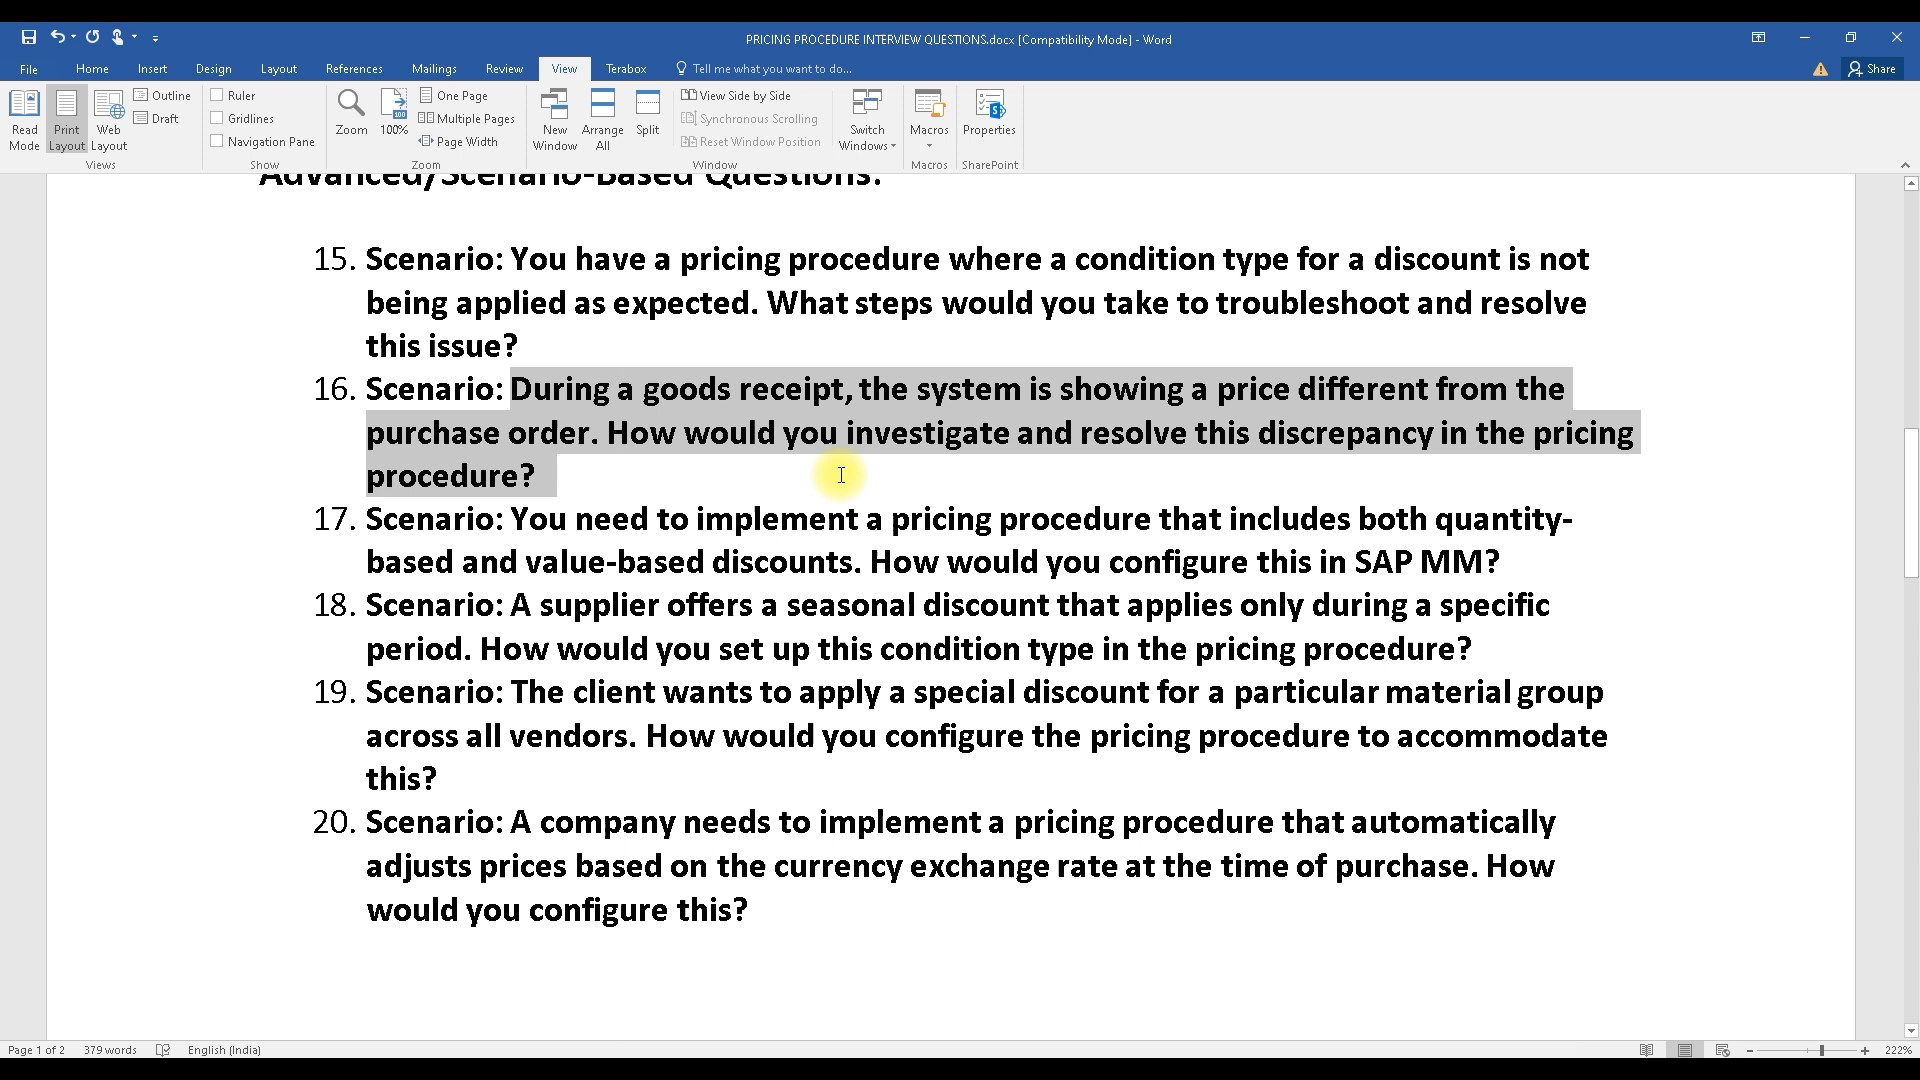 PRICING PROCEDURE INTERVIEW QUESTIONS.docx [Compatibility Mode] - Word
File Home Insert Design Layout References Mailings Review View Terabox Tell me what you want to do... Share
Read Mode
Print Layout
Web Layout
Outline
Draft
Views
Ruler
Gridlines
Navigation Pane
Show
Zoom
100%
One Page
Multiple Pages
Page Width
Zoom
New Window
Arrange All
Split
View Side by Side
Synchronous Scrolling
Reset Window Position
Window
Switch Windows
Macros
Macros
Properties
SharePoint
Advanced/Scenario-Based Questions:
15. Scenario: You have a pricing procedure where a condition type for a discount is not
being applied as expected. What steps would you take to troubleshoot and resolve
this issue?
16. Scenario: During a goods receipt, the system is showing a price different from the
purchase order. How would you investigate and resolve this discrepancy in the pricing
procedure?
17. Scenario: You need to implement a pricing procedure that includes both quantity-
based and value-based discounts. How would you configure this in SAP MM?
18. Scenario: A supplier offers a seasonal discount that applies only during a specific
period. How would you set up this condition type in the pricing procedure?
19. Scenario: The client wants to apply a special discount for a particular material group
across all vendors. How would you configure the pricing procedure to accommodate
this?
20. Scenario: A company needs to implement a pricing procedure that automatically
adjusts prices based on the currency exchange rate at the time of purchase. How
would you configure this?
Page 1 of 2 379 words English (India) 222%